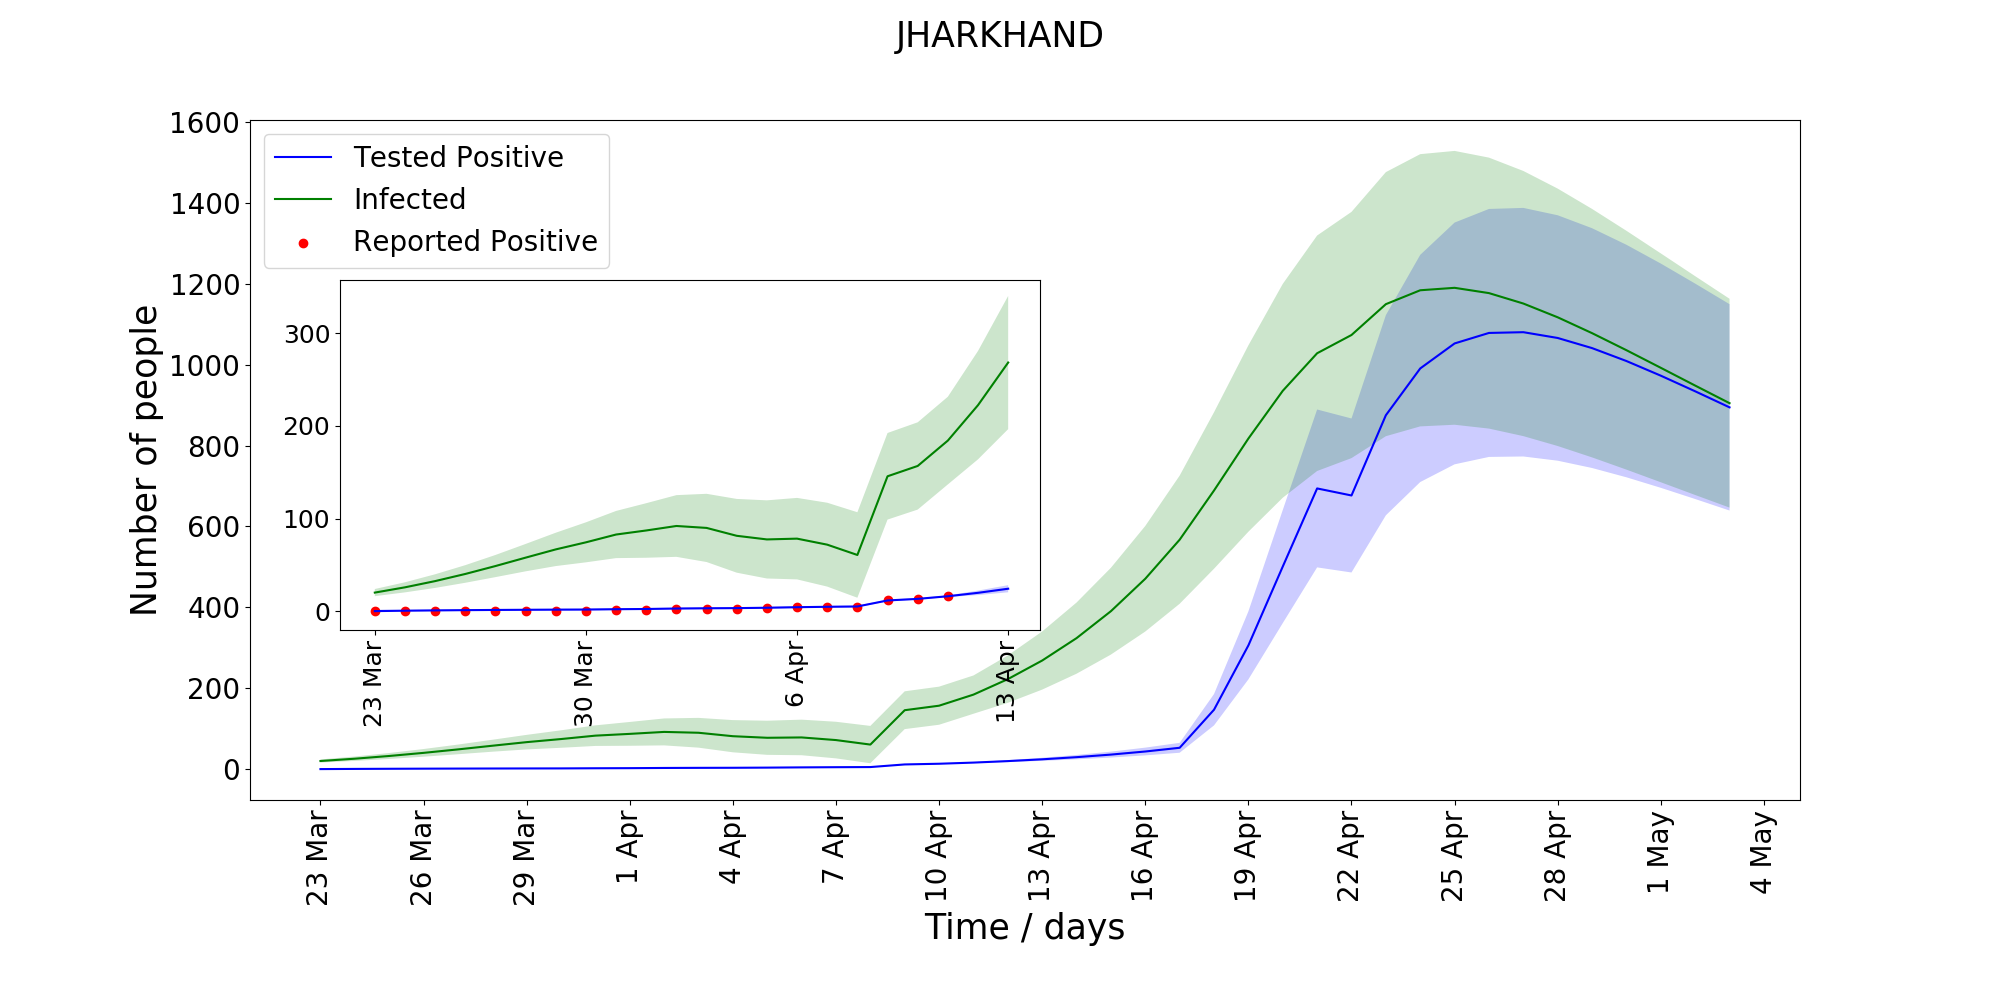 JHARKHAND
1600
1400
1200
1000
800
600
400
200
0
Number of people
Tested Positive
Infected
Reported Positive
300
200
100
0
23 Mar
30 Mar
6 Apr
13 Apr
23 Mar
26 Mar
29 Mar
1 Apr
4 Apr
7 Apr
10 Apr
13 Apr
16 Apr
19 Apr
22 Apr
25 Apr
28 Apr
1 May
4 May
Time / days